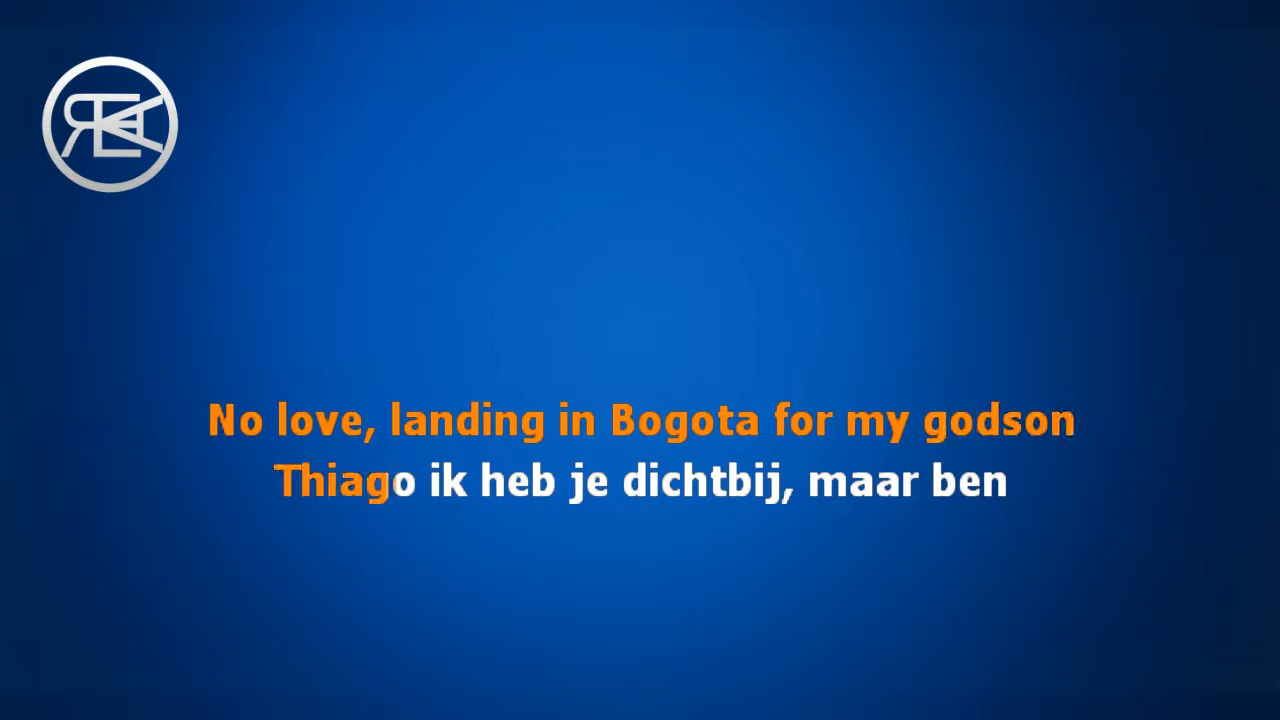 No love, landing in Bogota for my godson
Thiago ik heb je dichtbij, maar ben